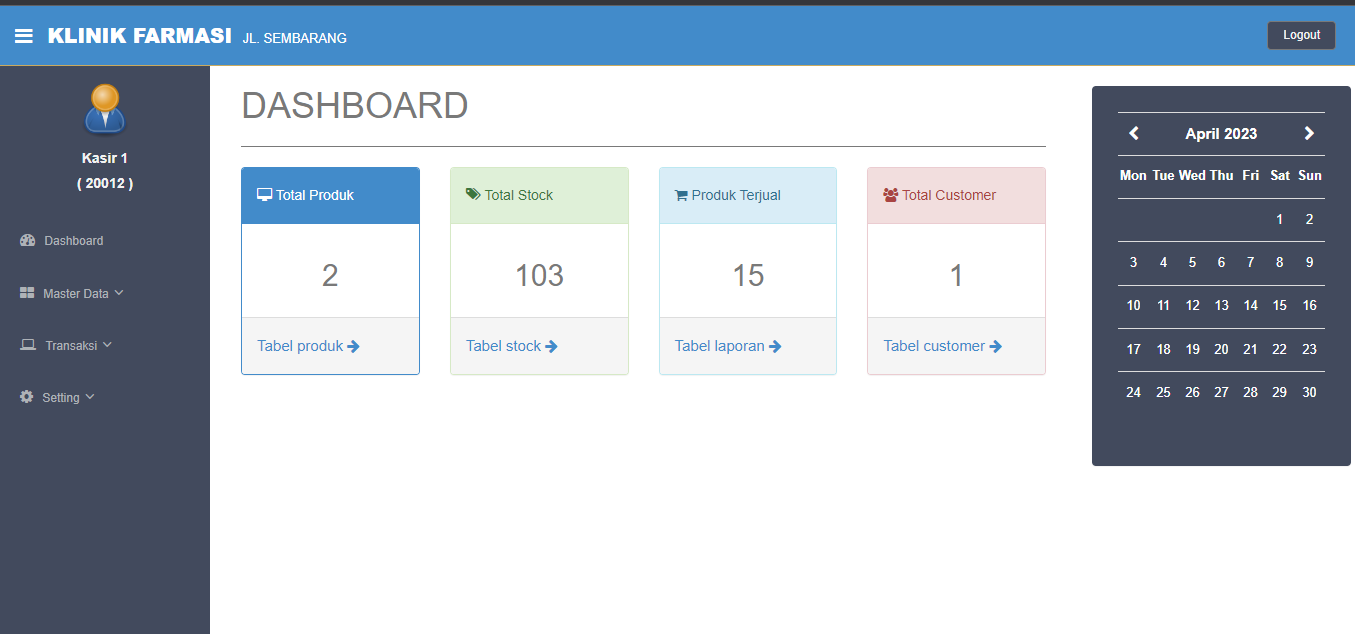 KLINIK FARMASI JL. SEMBARANG
Logout
Kasir 1
( 20012 )
Dashboard
Master Data
Transaksi
Setting
DASHBOARD
Total Produk
2
Tabel produk
Total Stock
103
Tabel stock
Produk Terjual
15
Tabel laporan
Total Customer
1
Tabel customer
April 2023
Mon Tue Wed Thu Fri Sat Sun
1 2
3 4 5 6 7 8 9
10 11 12 13 14 15 16
17 18 19 20 21 22 23
24 25 26 27 28 29 30